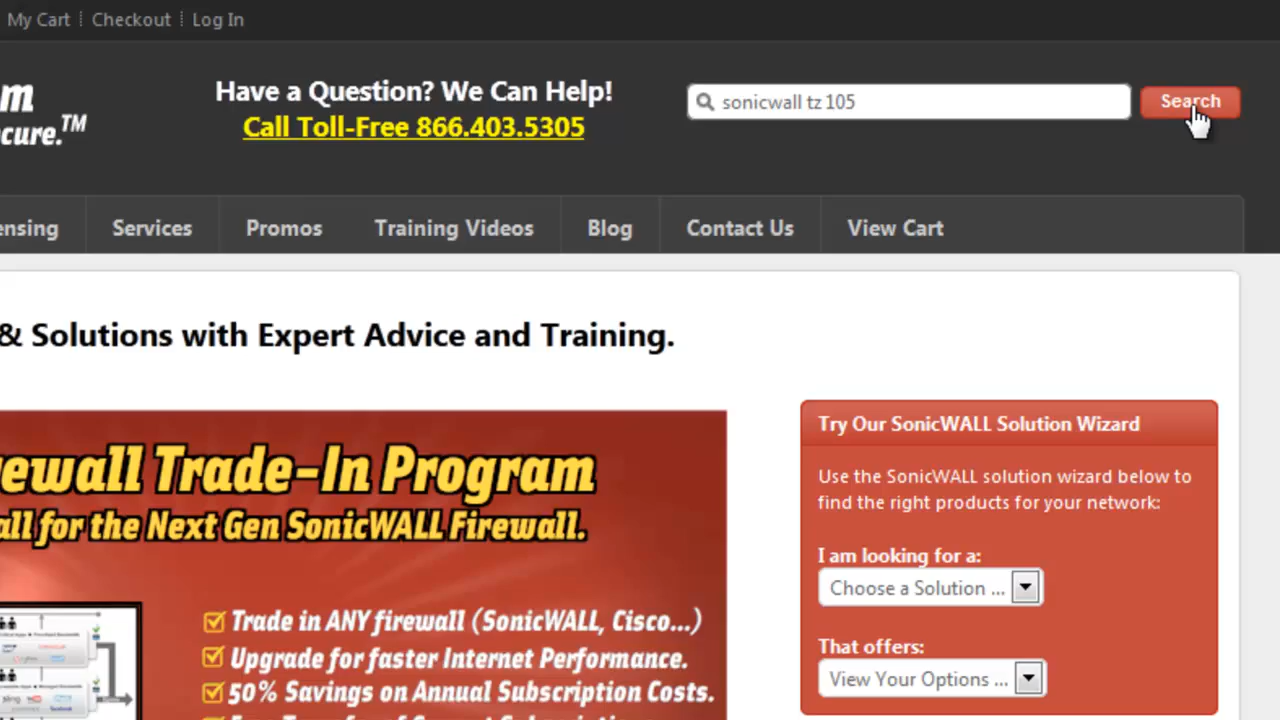 My Cart Checkout Log In
m
cure.TM
Have a Question? We Can Help!
Call Toll-Free 866.403.5305
sonicwall tz 105
Search
ensing Services Promos Training Videos Blog Contact Us View Cart
& Solutions with Expert Advice and Training.
ewall Trade-In Program
all for the Next Gen SonicWALL Firewall.
Trade in ANY firewall (SonicWALL, Cisco...)
Upgrade for faster Internet Performance.
50% Savings on Annual Subscription Costs.
Try Our SonicWALL Solution Wizard
Use the SonicWALL solution wizard below to
find the right products for your network:
I am looking for a:
Choose a Solution ...
That offers:
View Your Options ...